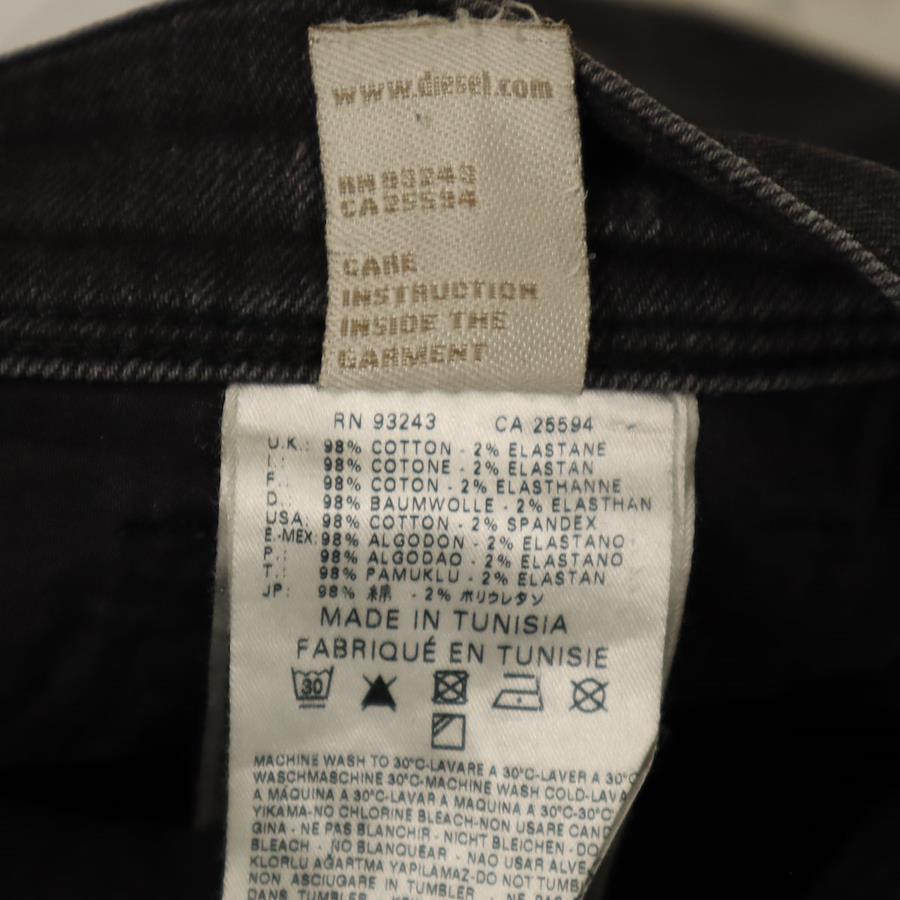 www.diesel.com
RN 93243
CA 25594
CARE
INSTRUCTION
INSIDE THE
GARMENT
RN 93243 CA 25594
U.K.: 98% COTTON - 2% ELASTANE
I.: 98% COTONE - 2% ELASTAN
F.: 98% COTON - 2% ELASTHANNE
D.: 98% BAUMWOLLE - 2% ELASTHAN
USA: 98% COTTON - 2% SPANDEX
E.-MEX: 98% ALGODON - 2% ELASTANO
P.: 98% ALGODAO - 2% ELASTANO
T.: 98% PAMUKLU - 2% ELASTAN
JP: 98% 綿 - 2% ポリウレタン
MADE IN TUNISIA
FABRIQUÉ EN TUNISIE
30
MACHINE WASH TO 30°C-LAVARE A 30°C-LAVER A 30°C
WASCHMASCHINE 30°C-MACHINE WASH COLD-LAVA
A MÁQUINA A 30°C-LAVAR A MAQUINA A 30°C-30°C
YIKAMA-NO CHLORINE BLEACH-NON USARE CAND
GINA - NE PAS BLANCHIR - NICHT BLEICHEN - DO
BLEACH - NO BLANQUEAR - NAO USAR ALVE
KLORLU AĞARTMA YAPILAMAZ-DO NOT TUMB
NON ASCIUGARE IN TUMBLER - NE PAS
DANS TUMBLER